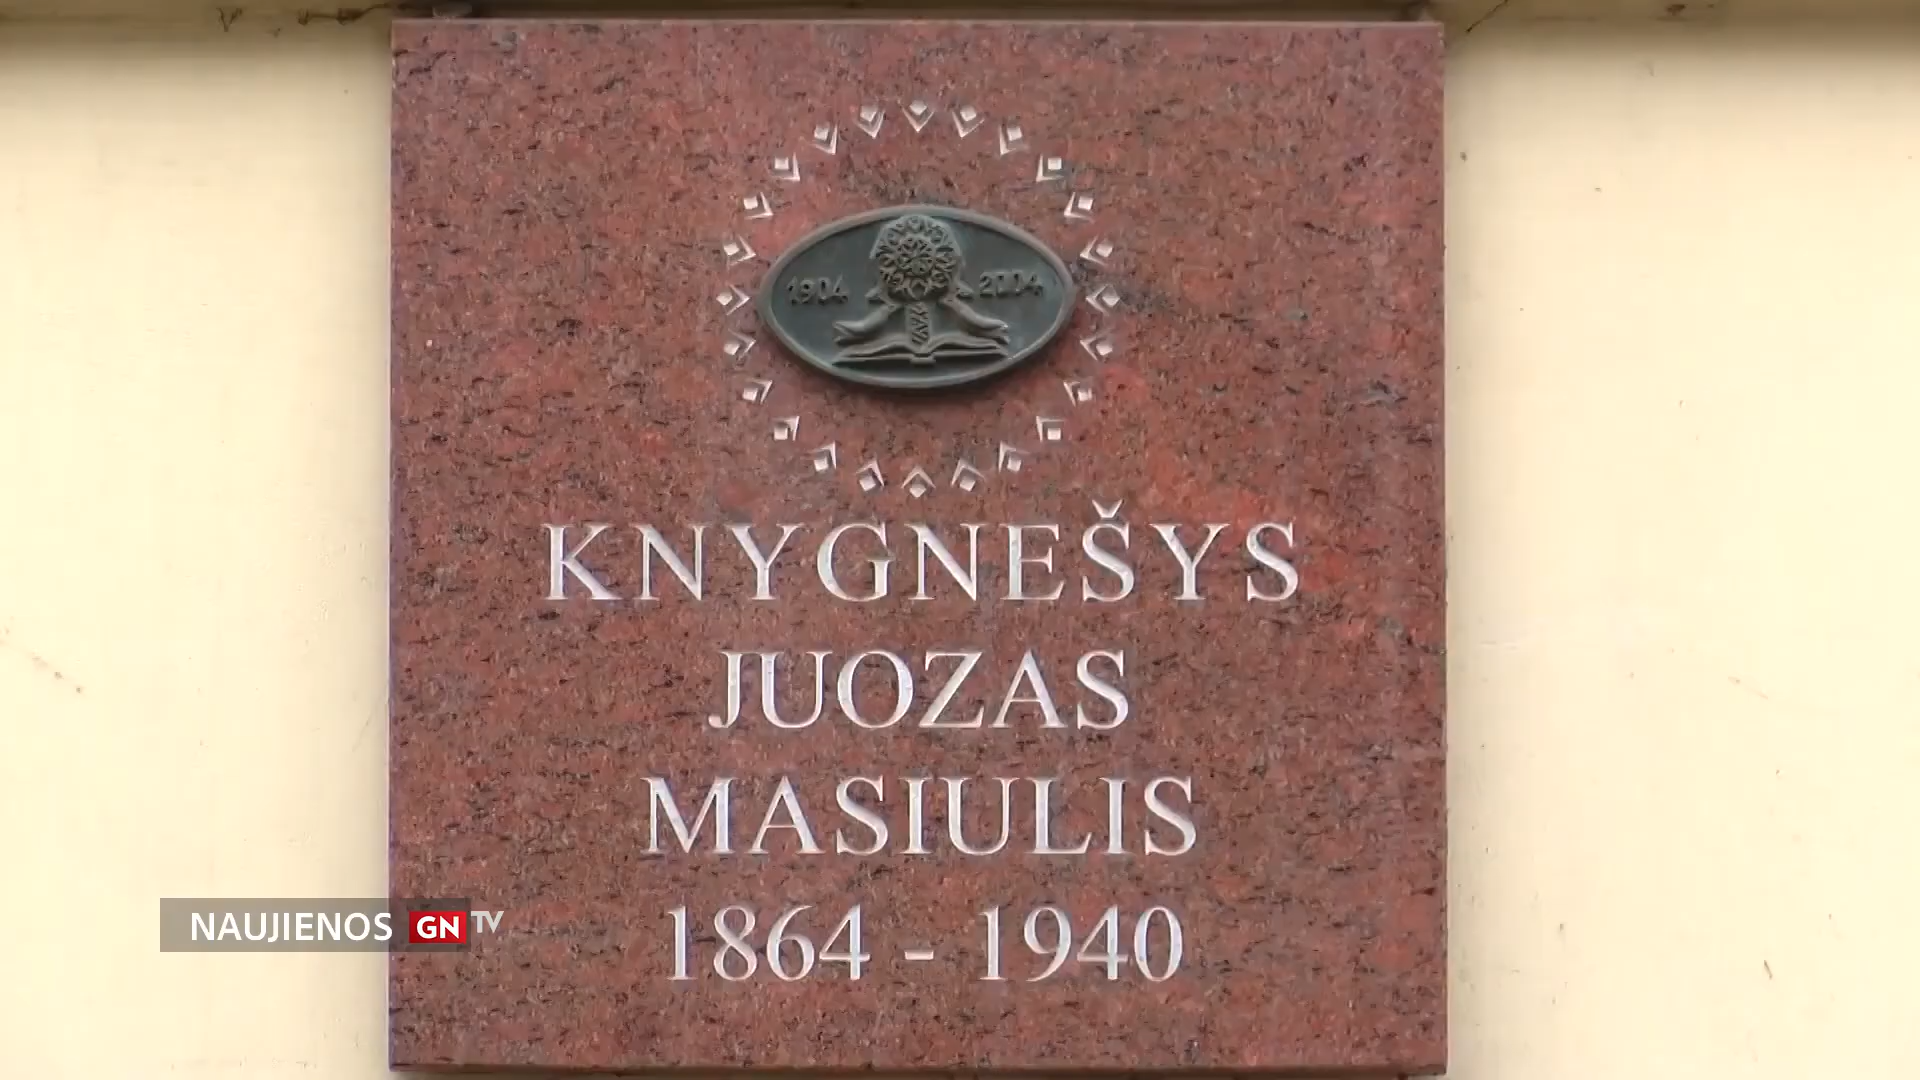 1904 2004
KNYGNEŠYS
JUOZAS
MASIULIS
1864 - 1940
NAUJIENOS GN TV